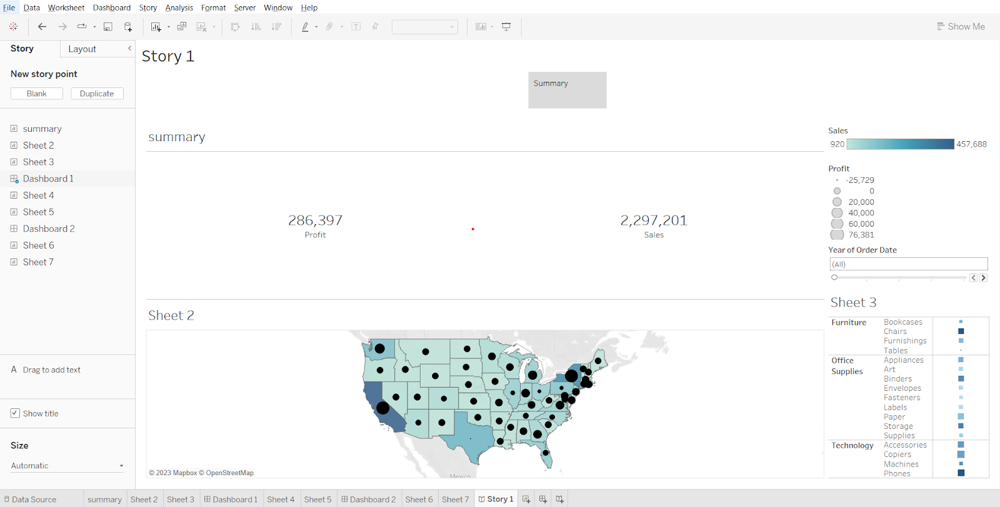 File Data Worksheet Dashboard Story Analysis Format Server Window Help
Show Me
Story Layout
New story point
Blank Duplicate
summary
Sheet 2
Sheet 3
Dashboard 1
Sheet 4
Sheet 5
Dashboard 2
Sheet 6
Sheet 7
A Drag to add text
Show title
Size
Automatic
Story 1
Summary
summary
286,397
Profit
2,297,201
Sales
Sheet 2
Mexico
© 2023 Mapbox © OpenStreetMap
Sales
920 457,688
Profit
-25,729
0
20,000
40,000
60,000
76,381
Year of Order Date
(All)
Sheet 3
Furniture Bookcases
Chairs
Furnishings
Tables
Office Supplies Appliances
Art
Binders
Envelopes
Fasteners
Labels
Paper
Storage
Supplies
Technology Accessories
Copiers
Machines
Phones
Data Source summary Sheet 2 Sheet 3 Dashboard 1 Sheet 4 Sheet 5 Dashboard 2 Sheet 6 Sheet 7 Story 1